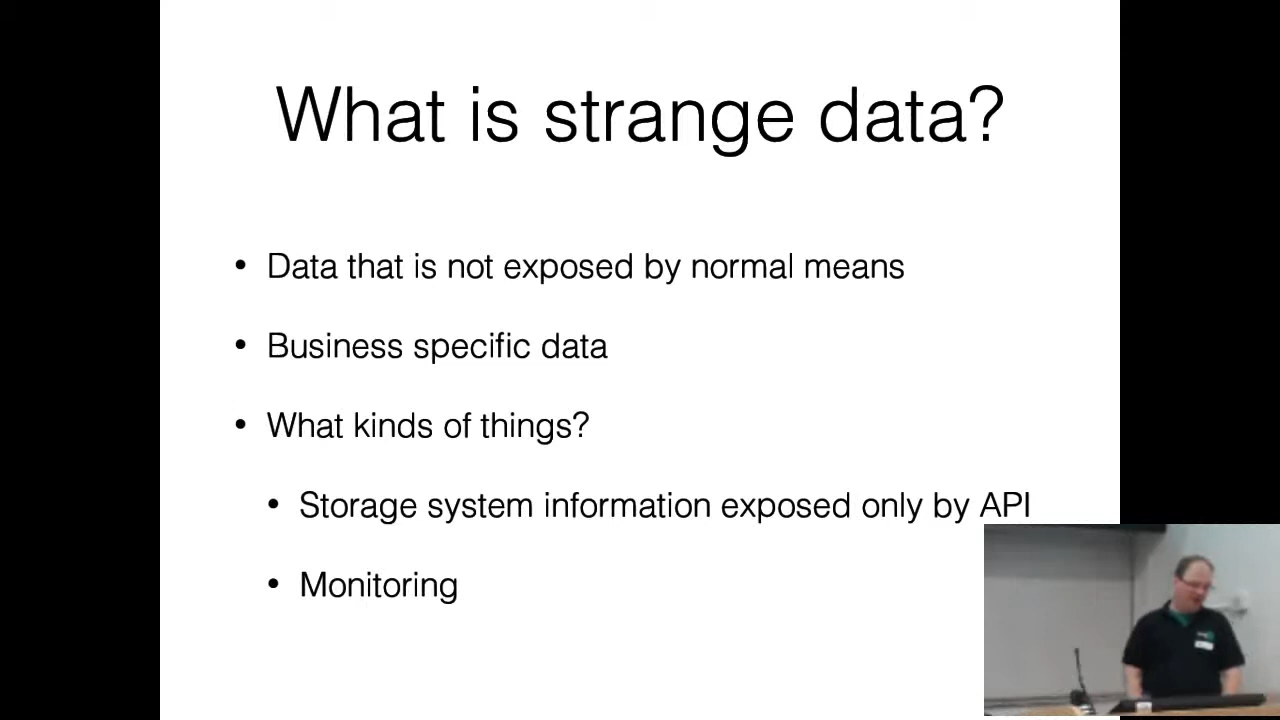 What is strange data?
Data that is not exposed by normal means
Business specific data
What kinds of things?
Storage system information exposed only by API
Monitoring